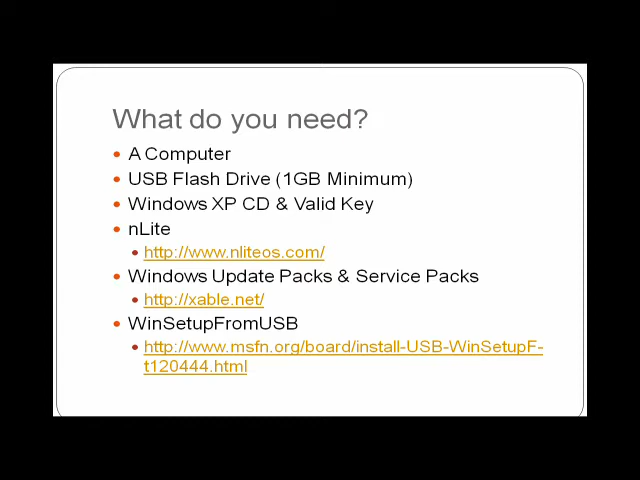 What do you need?
A Computer
USB Flash Drive (1GB Minimum)
Windows XP CD & Valid Key
nLite
http://www.nliteos.com/
Windows Update Packs & Service Packs
http://xable.net/
WinSetupFromUSB
http://www.msfn.org/board/install-USB-WinSetupF-
t120444.html